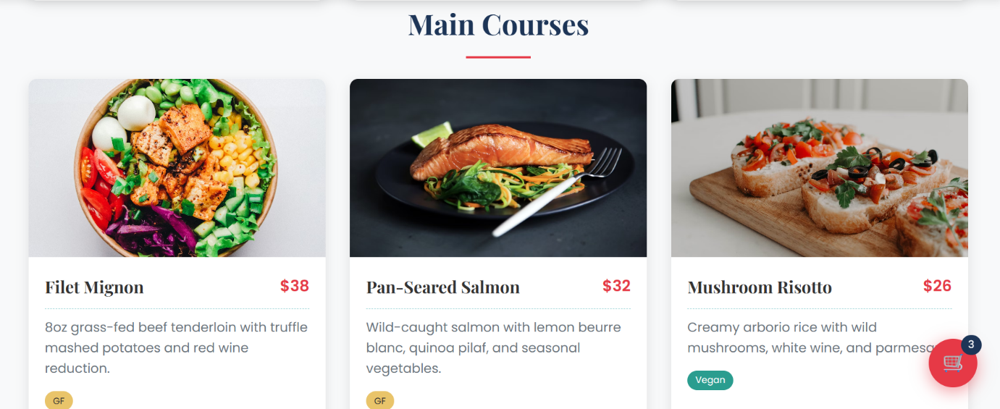 Main Courses
Filet Mignon $38
8oz grass-fed beef tenderloin with truffle
mashed potatoes and red wine
reduction.
GF
Pan-Seared Salmon $32
Wild-caught salmon with lemon beurre
blanc, quinoa pilaf, and seasonal
vegetables.
GF
Mushroom Risotto $26
Creamy arborio rice with wild
mushrooms, white wine, and
Vegan
3